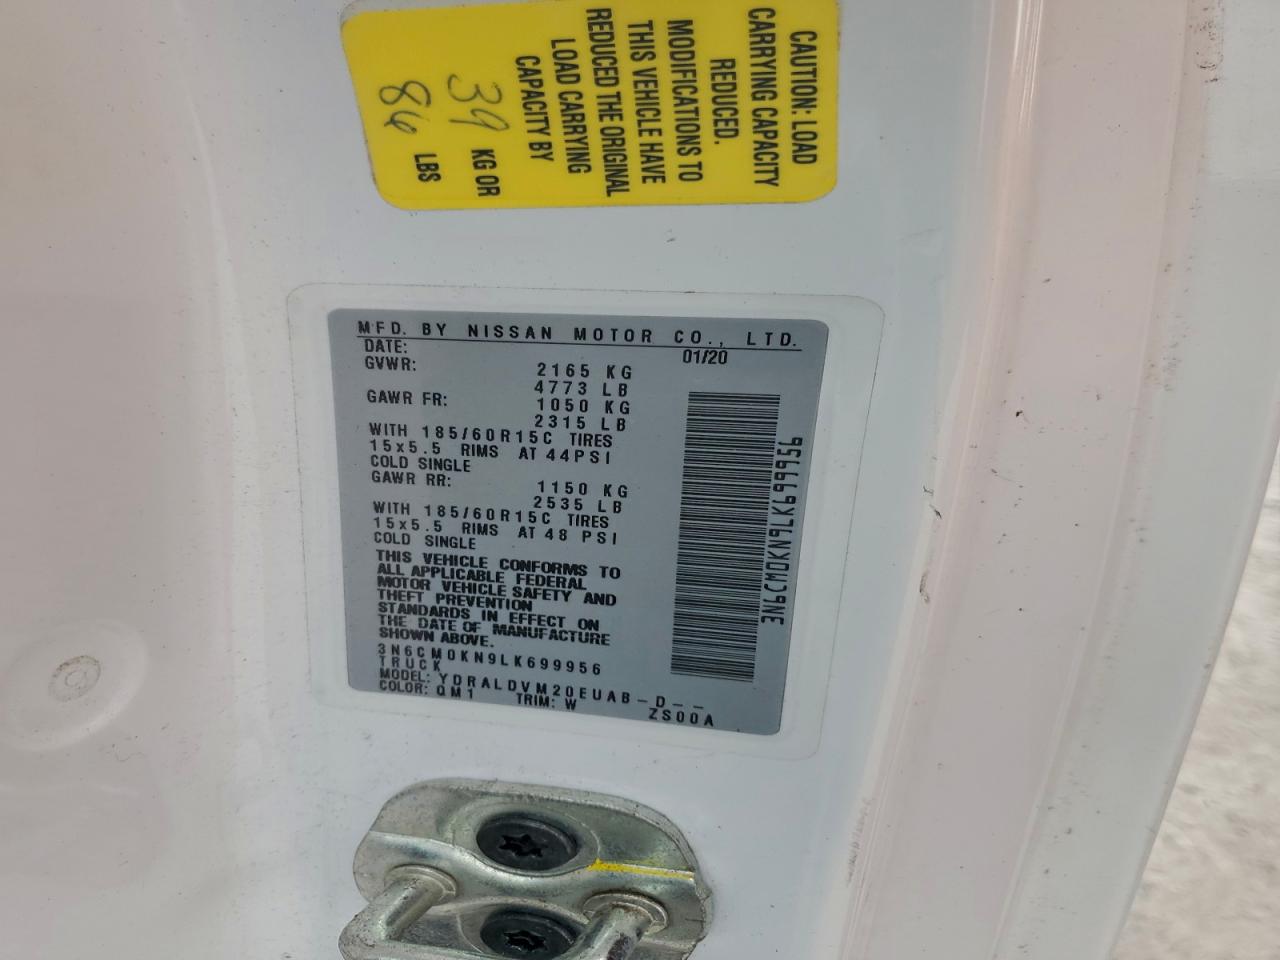 CAUTION: LOAD
CARRYING CAPACITY
REDUCED.
MODIFICATIONS TO
THIS VEHICLE HAVE
REDUCED THE ORIGINAL
LOAD CARRYING
CAPACITY BY
39 KG OR
86 LBS
MFD. BY NISSAN MOTOR CO., LTD.
DATE: 01/20
GVWR: 2165 KG
4773 LB
GAWR FR: 1050 KG
2315 LB
WITH 185/60R15C TIRES
15x5.5 RIMS AT 44PSI
COLD SINGLE
GAWR RR: 1150 KG
2535 LB
WITH 185/60R15C TIRES
15x5.5 RIMS AT 48 PSI
COLD SINGLE
THIS VEHICLE CONFORMS TO
ALL APPLICABLE FEDERAL
MOTOR VEHICLE SAFETY AND
THEFT PREVENTION
STANDARDS IN EFFECT ON
THE DATE OF MANUFACTURE
SHOWN ABOVE.
3N6CM0KN9LK699956
TRUCK
MODEL: YDRALDVM20EUAB-D--
COLOR: QM1 TRIM: W ZS00A
3N6CM0KN9LK699956